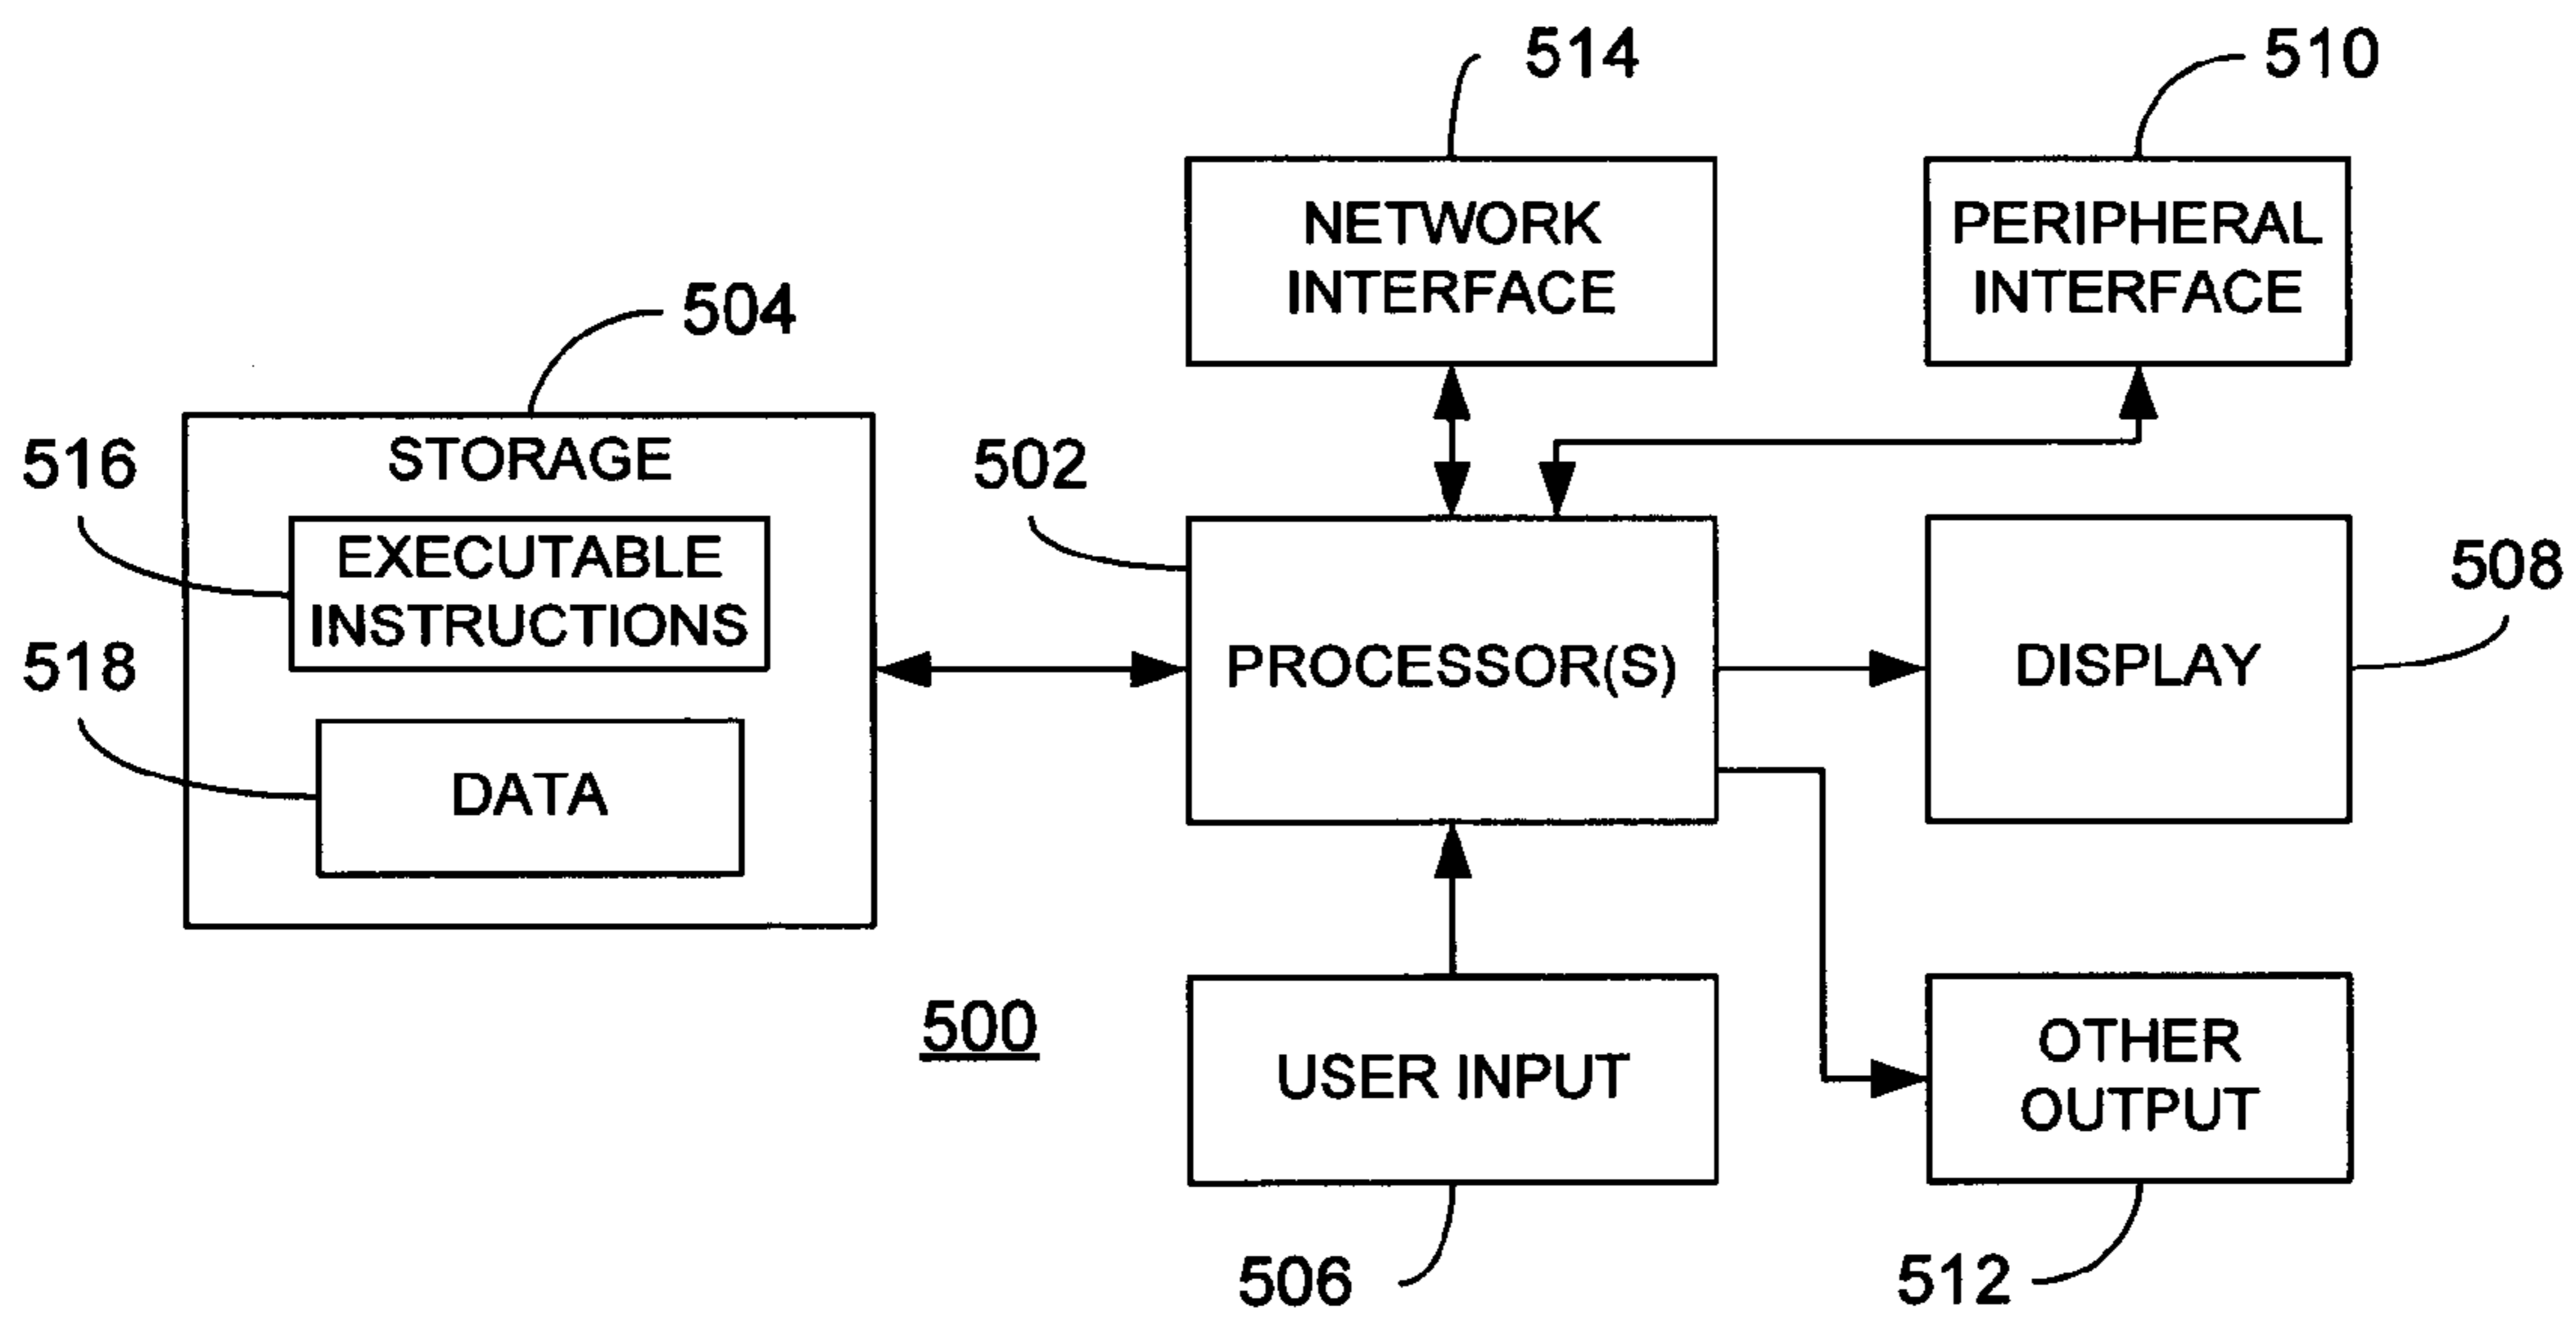 514
510
NETWORK
INTERFACE
PERIPHERAL
INTERFACE
504
STORAGE
516
502
EXECUTABLE
INSTRUCTIONS
508
518
PROCESSOR(S)
DISPLAY
DATA
500
USER INPUT
OTHER
OUTPUT
506
512